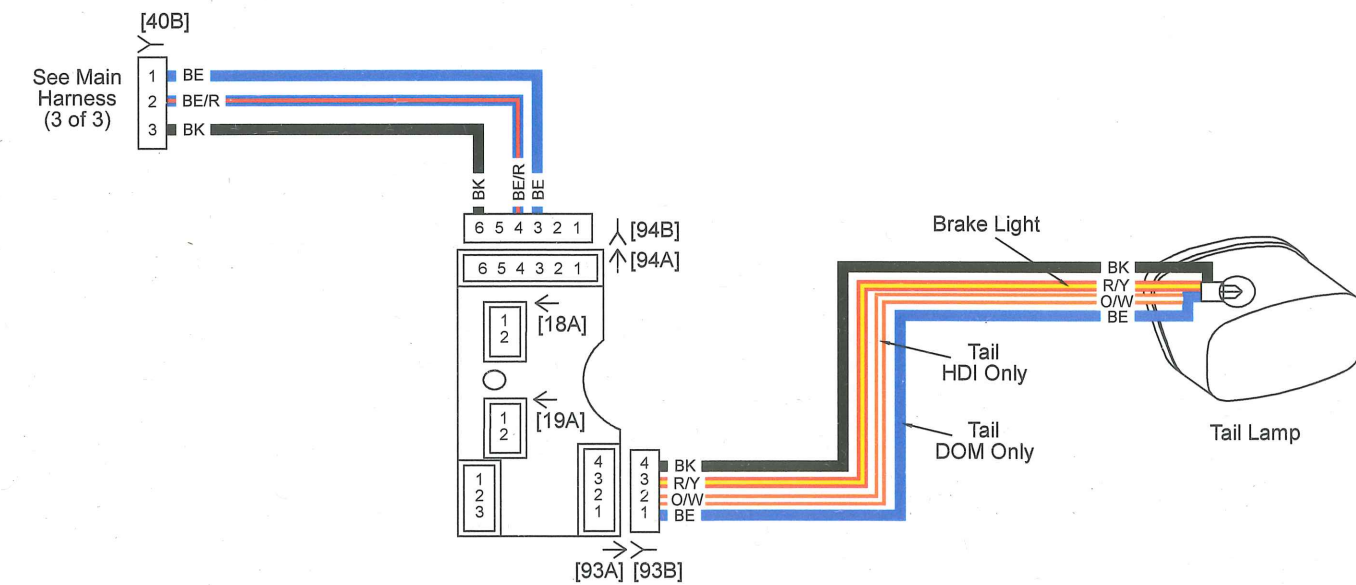 [40B]
See Main
Harness
(3 of 3)
1 BE
2 BE/R
3 BK
BK BE/R BE
6 5 4 3 2 1
[94B]
6 5 4 3 2 1
[94A]
1
2
[18A]
1
2
[19A]
1
2
3
4
3
2
1
4 BK
3 R/Y
2 O/W
1 BE
[93A] [93B]
Brake Light
BK
R/Y
O/W
BE
Tail
HDI Only
Tail
DOM Only
Tail Lamp